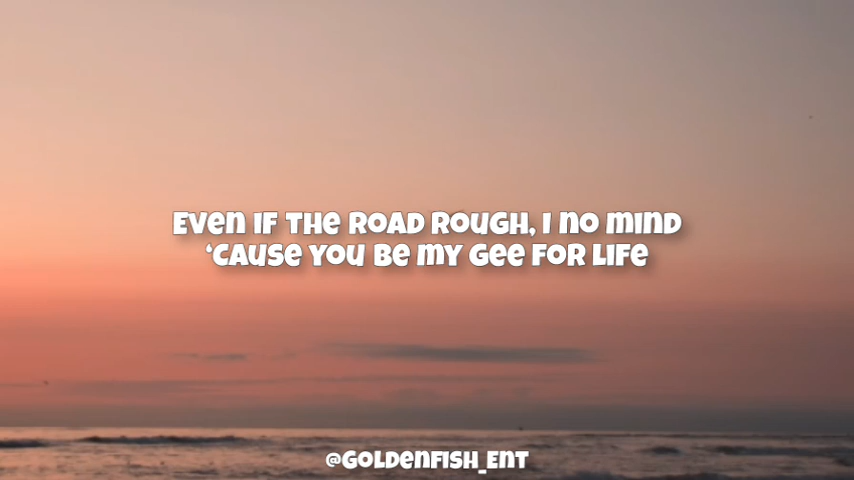 Even if the road rough, I no mind
‘Cause you be my gee for life
@GoldenFish_Ent